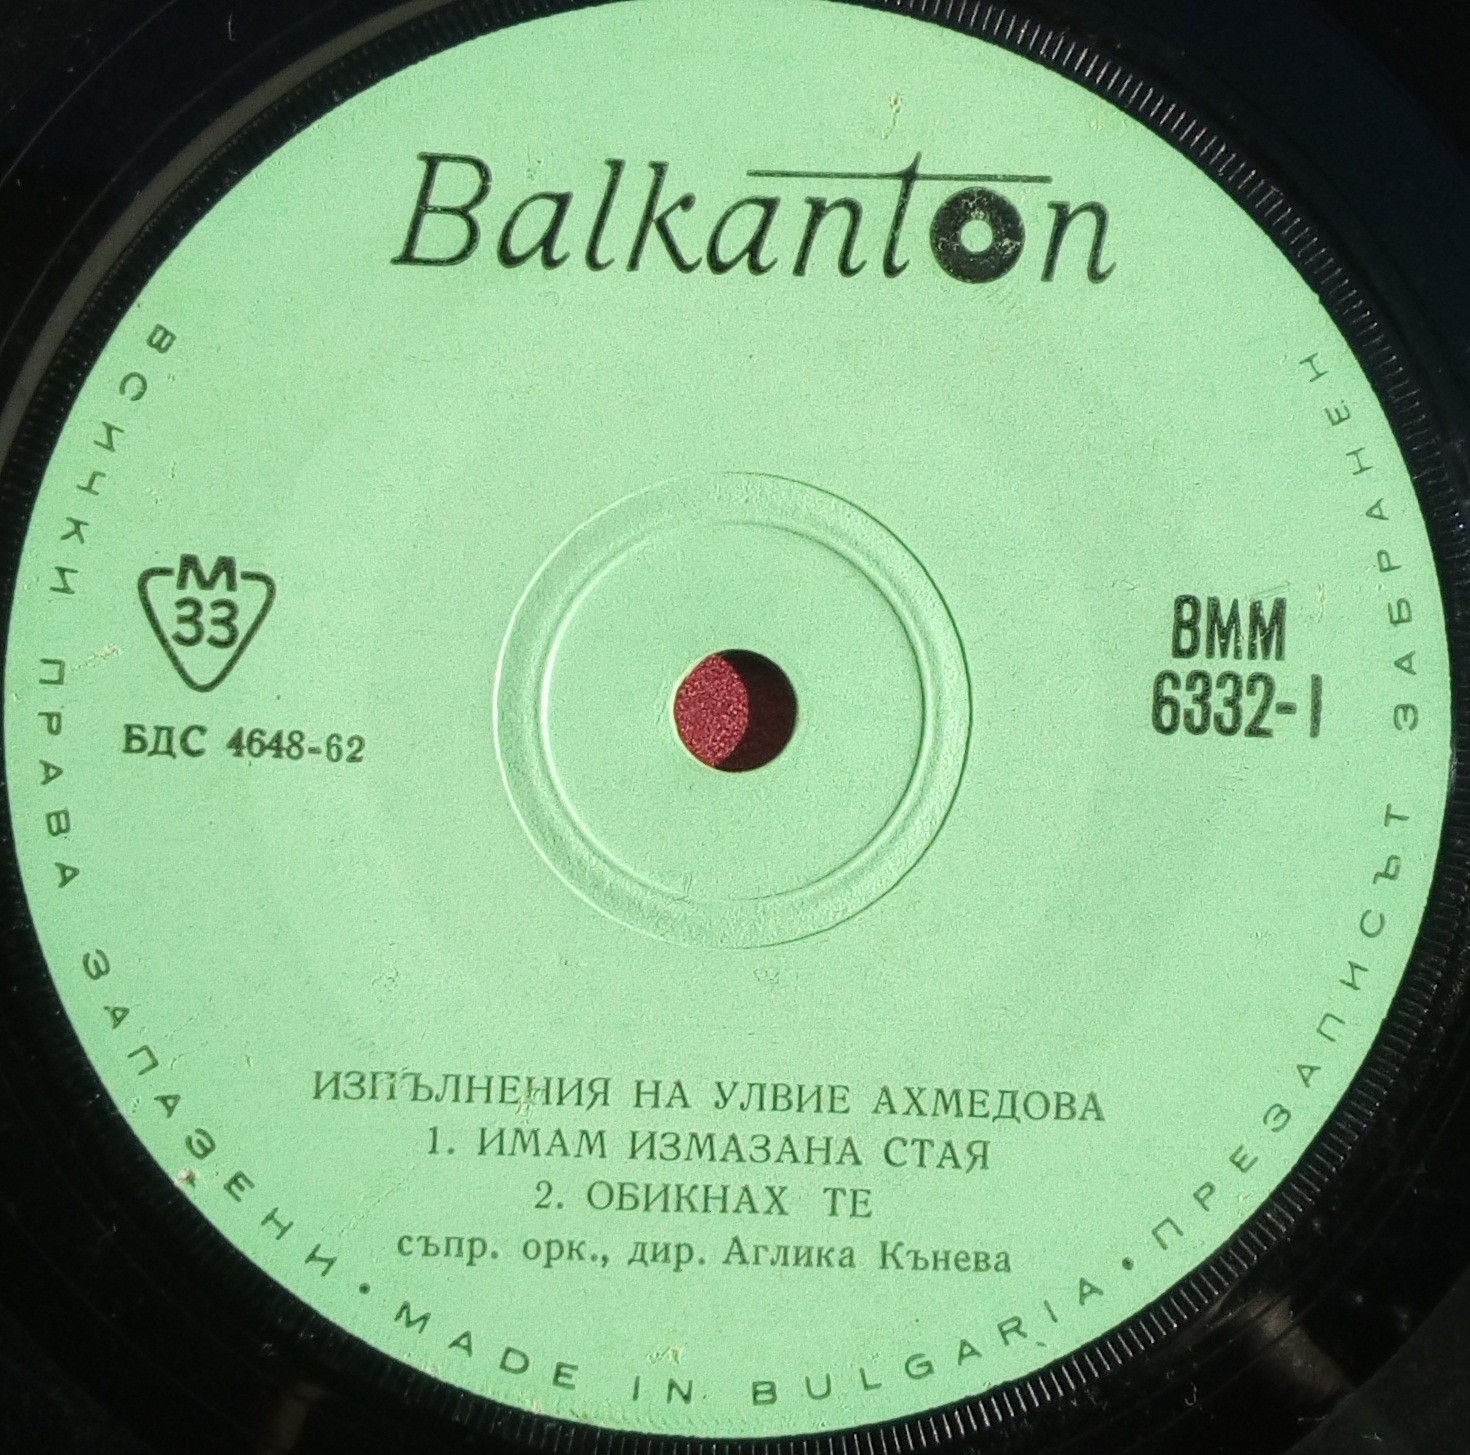 Balkanton
M
33
БДС 4648-62
ВММ
6332-1
ИЗПЪЛНЕНИЯ НА УЛВИЕ АХМЕДОВА
1. ИМАМ ИЗМАЗАНА СТАЯ
2. ОБИКНАХ ТЕ
съпр. орк., дир. Аглика Кънева
ВСИЧКИ ПРАВА ЗАПАЗЕНИ • MADE IN BULGARIA • ПРЕЗАПИСЪТ ЗАБРАНЕН